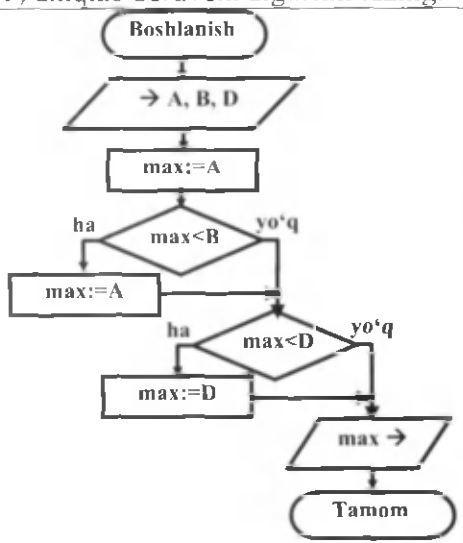 Boshlanish
→ A, B, D
max:=A
ha
yo‘q
max<B
max:=A
ha
yo‘q
max<D
max:=D
max →
Tamom